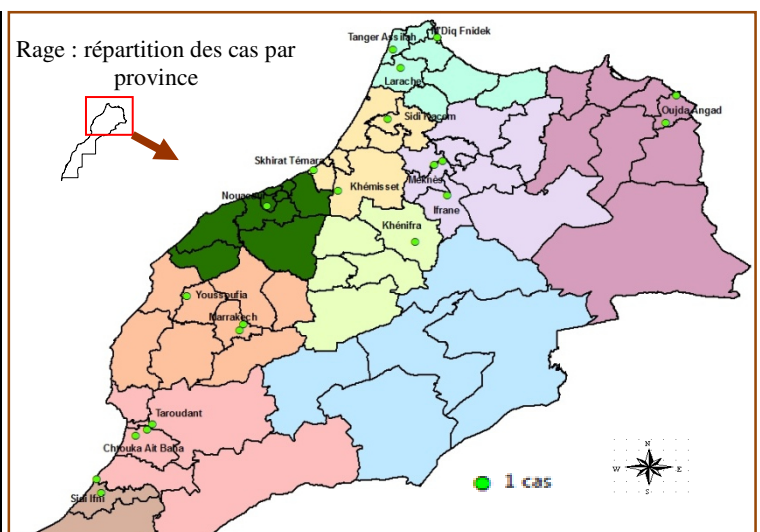 Rage : répartition des cas par
province
Tanger Assilah
M'Diq Fnidek
Larache
Sidi Kacem
Oujda Angad
Skhirat Témara
Khémisset
Meknès
Nouaceur
Ifrane
Khénifra
Youssoufia
Marrakech
Taroudant
Chtouka Ait Baha
Sidi Ifni
1 cas
N
W
E
S